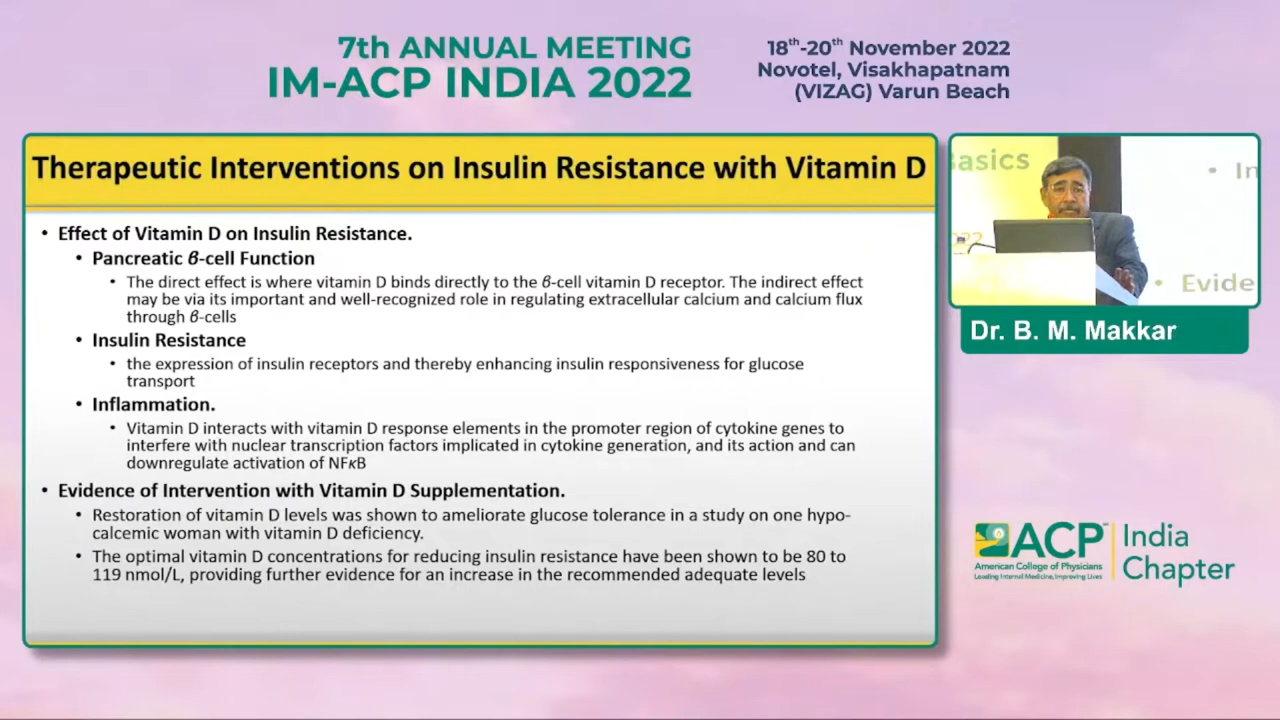 7th ANNUAL MEETING
IM-ACP INDIA 2022
18th-20th November 2022
Novotel, Visakhapatnam
(VIZAG) Varun Beach
Therapeutic Interventions on Insulin Resistance with Vitamin D
• Effect of Vitamin D on Insulin Resistance.
• Pancreatic β-cell Function
• The direct effect is where vitamin D binds directly to the β-cell vitamin D receptor. The indirect effect
may be via its important and well-recognized role in regulating extracellular calcium and calcium flux
through β-cells
• Insulin Resistance
• the expression of insulin receptors and thereby enhancing insulin responsiveness for glucose
transport
• Inflammation.
• Vitamin D interacts with vitamin D response elements in the promoter region of cytokine genes to
interfere with nuclear transcription factors implicated in cytokine generation, and its action and can
downregulate activation of NFκB
• Evidence of Intervention with Vitamin D Supplementation.
• Restoration of vitamin D levels was shown to ameliorate glucose tolerance in a study on one hypo-
calcemic woman with vitamin D deficiency.
• The optimal vitamin D concentrations for reducing insulin resistance have been shown to be 80 to
119 nmol/L, providing further evidence for an increase in the recommended adequate levels
Basics
• In
• Evide
Dr. B. M. Makkar
ACP™
American College of Physicians
Leading Internal Medicine, Improving Lives
India
Chapter